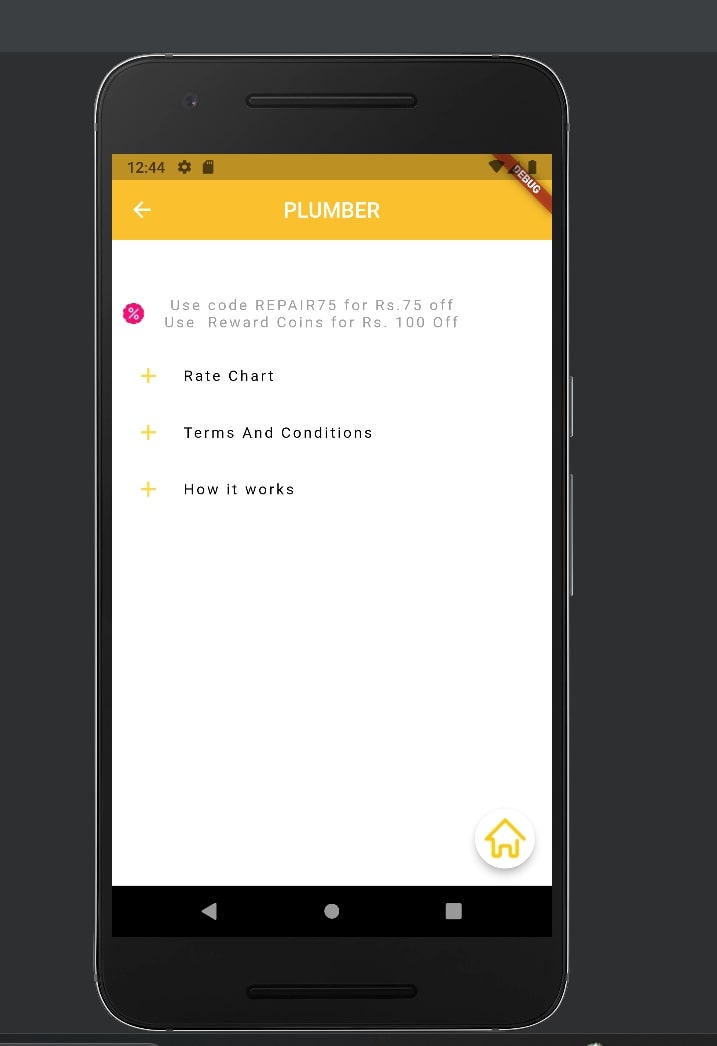 12:44
DEBUG
PLUMBER
Use code REPAIR75 for Rs.75 off
Use  Reward Coins for Rs. 100 Off
Rate Chart
Terms And Conditions
How it works